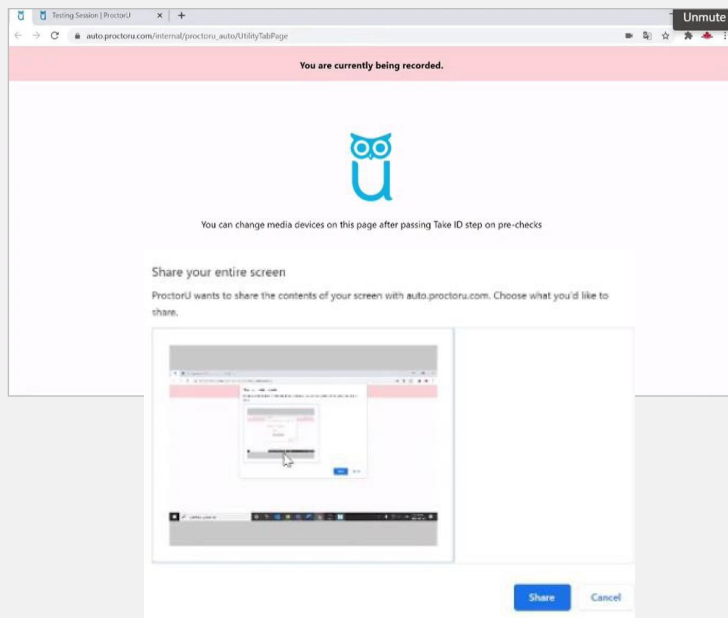 Testing Session | ProctorU
Unmute
auto.proctoru.com/internal/proctoru_auto/UtilityTabPage
You are currently being recorded.
u
You can change media devices on this page after passing Take ID step on pre-checks
Share your entire screen
ProctorU wants to share the contents of your screen with auto.proctoru.com. Choose what you'd like to
share.
Share
Cancel